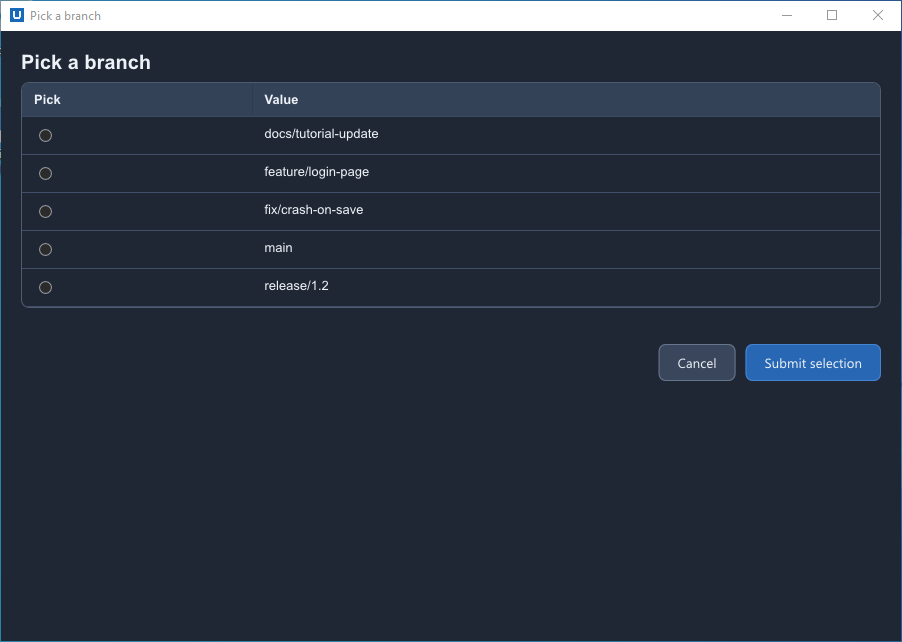 U Pick a branch
Pick a branch
Pick Value
docs/tutorial-update
feature/login-page
fix/crash-on-save
main
release/1.2
Cancel Submit selection